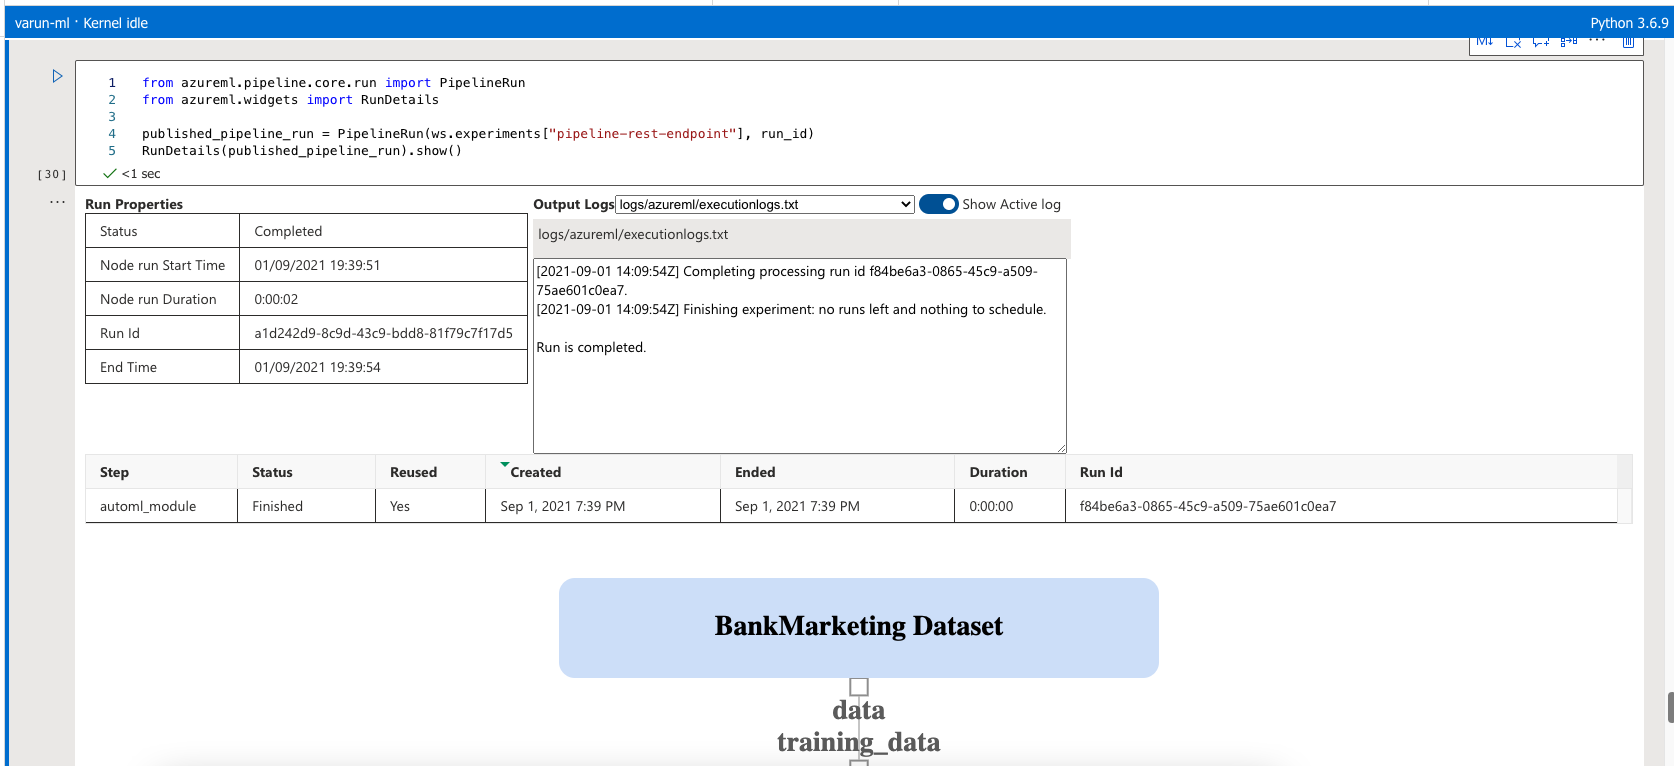 varun-ml · Kernel idle
Python 3.6.9
1 from azureml.pipeline.core.run import PipelineRun
2 from azureml.widgets import RunDetails
3
4 published_pipeline_run = PipelineRun(ws.experiments["pipeline-rest-endpoint"], run_id)
5 RunDetails(published_pipeline_run).show()
[30]
<1 sec
Run Properties
Status Completed
Node run Start Time 01/09/2021 19:39:51
Node run Duration 0:00:02
Run Id a1d242d9-8c9d-43c9-bdd8-81f79c7f17d5
End Time 01/09/2021 19:39:54
Output Logs logs/azureml/executionlogs.txt Show Active log
logs/azureml/executionlogs.txt
[2021-09-01 14:09:54Z] Completing processing run id f84be6a3-0865-45c9-a509-
75ae601c0ea7.
[2021-09-01 14:09:54Z] Finishing experiment: no runs left and nothing to schedule.
Run is completed.
Step Status Reused Created Ended Duration Run Id
automl_module Finished Yes Sep 1, 2021 7:39 PM Sep 1, 2021 7:39 PM 0:00:00 f84be6a3-0865-45c9-a509-75ae601c0ea7
BankMarketing Dataset
data
training_data